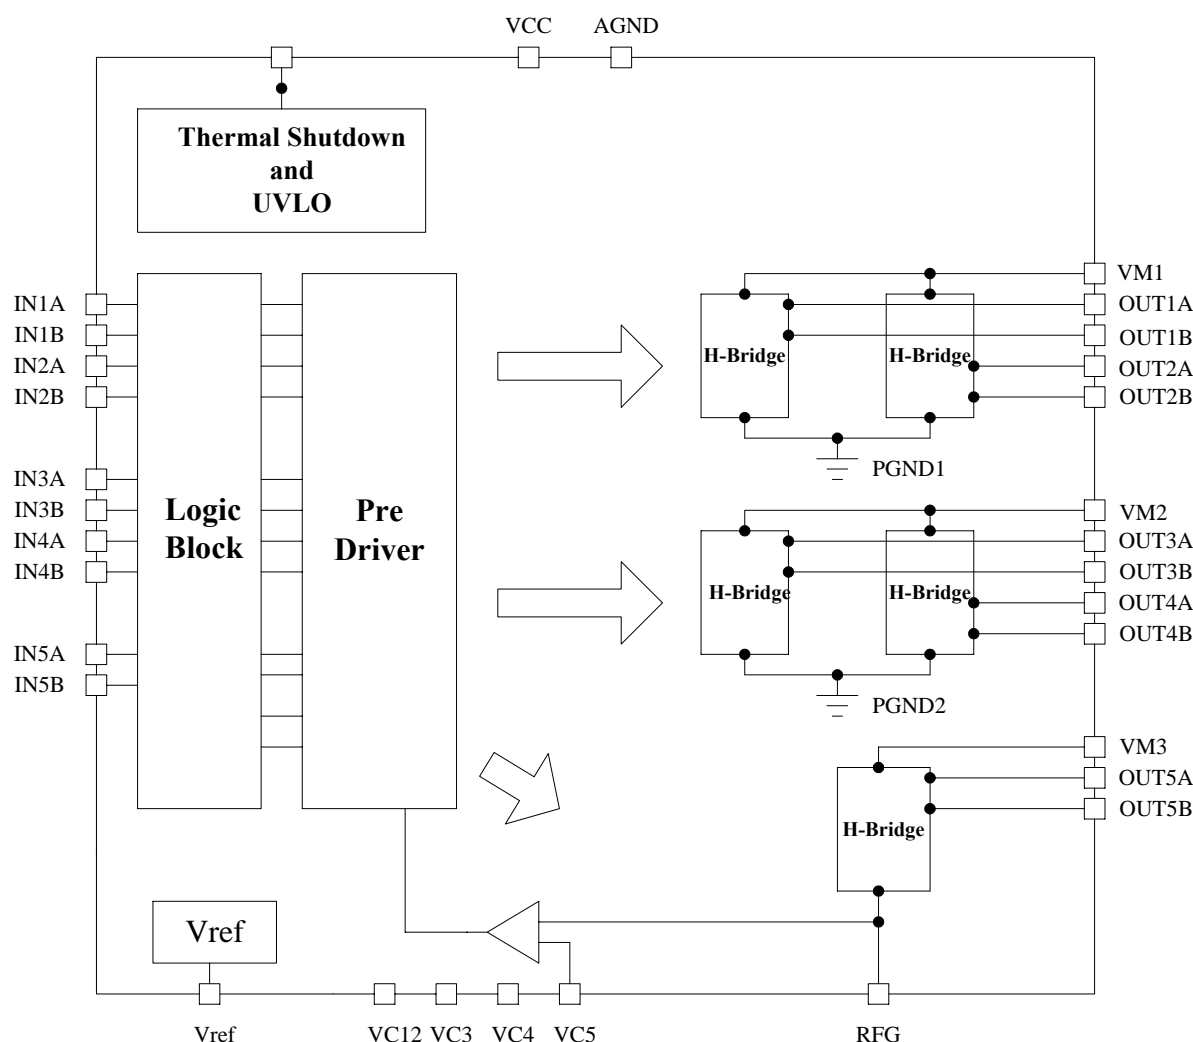 VCC
AGND
Thermal Shutdown
and
UVLO
IN1A
IN1B
IN2A
IN2B
IN3A
IN3B
IN4A
IN4B
IN5A
IN5B
Logic
Block
Pre
Driver
H-Bridge
H-Bridge
PGND1
VM1
OUT1A
OUT1B
OUT2A
OUT2B
H-Bridge
H-Bridge
PGND2
VM2
OUT3A
OUT3B
OUT4A
OUT4B
H-Bridge
VM3
OUT5A
OUT5B
Vref
Vref
VC12
VC3
VC4
VC5
RFG